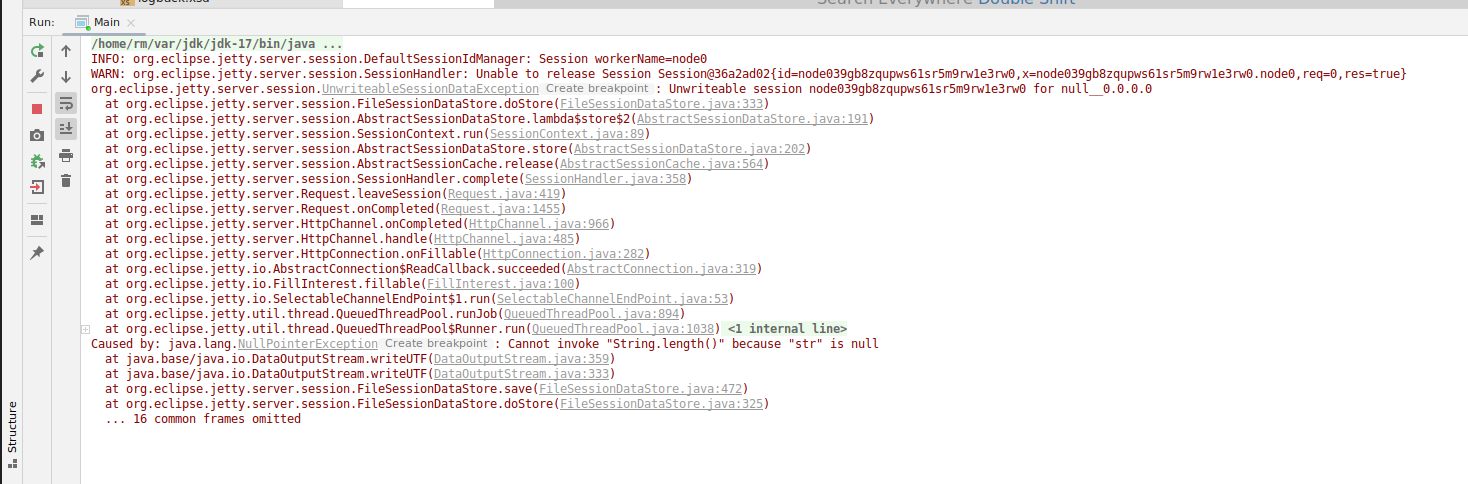 logback.xsd
Search Everywhere Double Shift
Run: Main
/home/rm/var/jdk/jdk-17/bin/java ...
INFO: org.eclipse.jetty.server.session.DefaultSessionIdManager: Session workerName=node0
WARN: org.eclipse.jetty.server.session.SessionHandler: Unable to release Session Session@36a2ad02{id=node039gb8zqupws61sr5m9rw1e3rw0,x=node039gb8zqupws61sr5m9rw1e3rw0.node0,req=0,res=true}
org.eclipse.jetty.server.session.UnwriteableSessionDataException Create breakpoint : Unwriteable session node039gb8zqupws61sr5m9rw1e3rw0 for null__0.0.0.0
at org.eclipse.jetty.server.session.FileSessionDataStore.doStore(FileSessionDataStore.java:333)
at org.eclipse.jetty.server.session.AbstractSessionDataStore.lambda$store$2(AbstractSessionDataStore.java:191)
at org.eclipse.jetty.server.session.SessionContext.run(SessionContext.java:89)
at org.eclipse.jetty.server.session.AbstractSessionDataStore.store(AbstractSessionDataStore.java:202)
at org.eclipse.jetty.server.session.AbstractSessionCache.release(AbstractSessionCache.java:564)
at org.eclipse.jetty.server.session.SessionHandler.complete(SessionHandler.java:358)
at org.eclipse.jetty.server.Request.leaveSession(Request.java:419)
at org.eclipse.jetty.server.Request.onCompleted(Request.java:1455)
at org.eclipse.jetty.server.HttpChannel.onCompleted(HttpChannel.java:966)
at org.eclipse.jetty.server.HttpChannel.handle(HttpChannel.java:485)
at org.eclipse.jetty.server.HttpConnection.onFillable(HttpConnection.java:282)
at org.eclipse.jetty.io.AbstractConnection$ReadCallback.succeeded(AbstractConnection.java:319)
at org.eclipse.jetty.io.FillInterest.fillable(FillInterest.java:100)
at org.eclipse.jetty.io.SelectableChannelEndPoint$1.run(SelectableChannelEndPoint.java:53)
at org.eclipse.jetty.util.thread.QueuedThreadPool.runJob(QueuedThreadPool.java:894)
at org.eclipse.jetty.util.thread.QueuedThreadPool$Runner.run(QueuedThreadPool.java:1038) <1 internal line>
Caused by: java.lang.NullPointerException Create breakpoint : Cannot invoke "String.length()" because "str" is null
at java.base/java.io.DataOutputStream.writeUTF(DataOutputStream.java:359)
at java.base/java.io.DataOutputStream.writeUTF(DataOutputStream.java:333)
at org.eclipse.jetty.server.session.FileSessionDataStore.save(FileSessionDataStore.java:472)
at org.eclipse.jetty.server.session.FileSessionDataStore.doStore(FileSessionDataStore.java:325)
... 16 common frames omitted
Structure